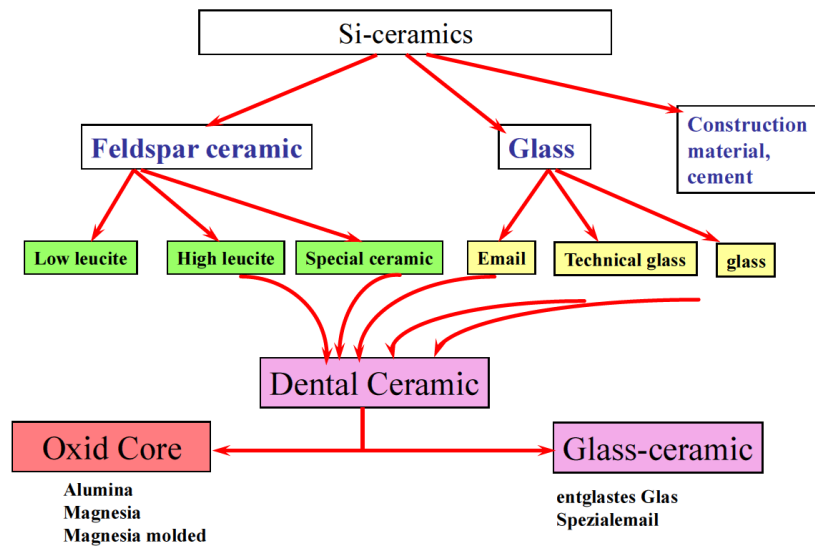 Si-ceramics
Feldspar ceramic
Glass
Construction
material,
cement
Low leucite
High leucite
Special ceramic
Email
Technical glass
glass
Dental Ceramic
Oxid Core
Glass-ceramic
Alumina
Magnesia
Magnesia molded
entglastes Glas
Spezialemail